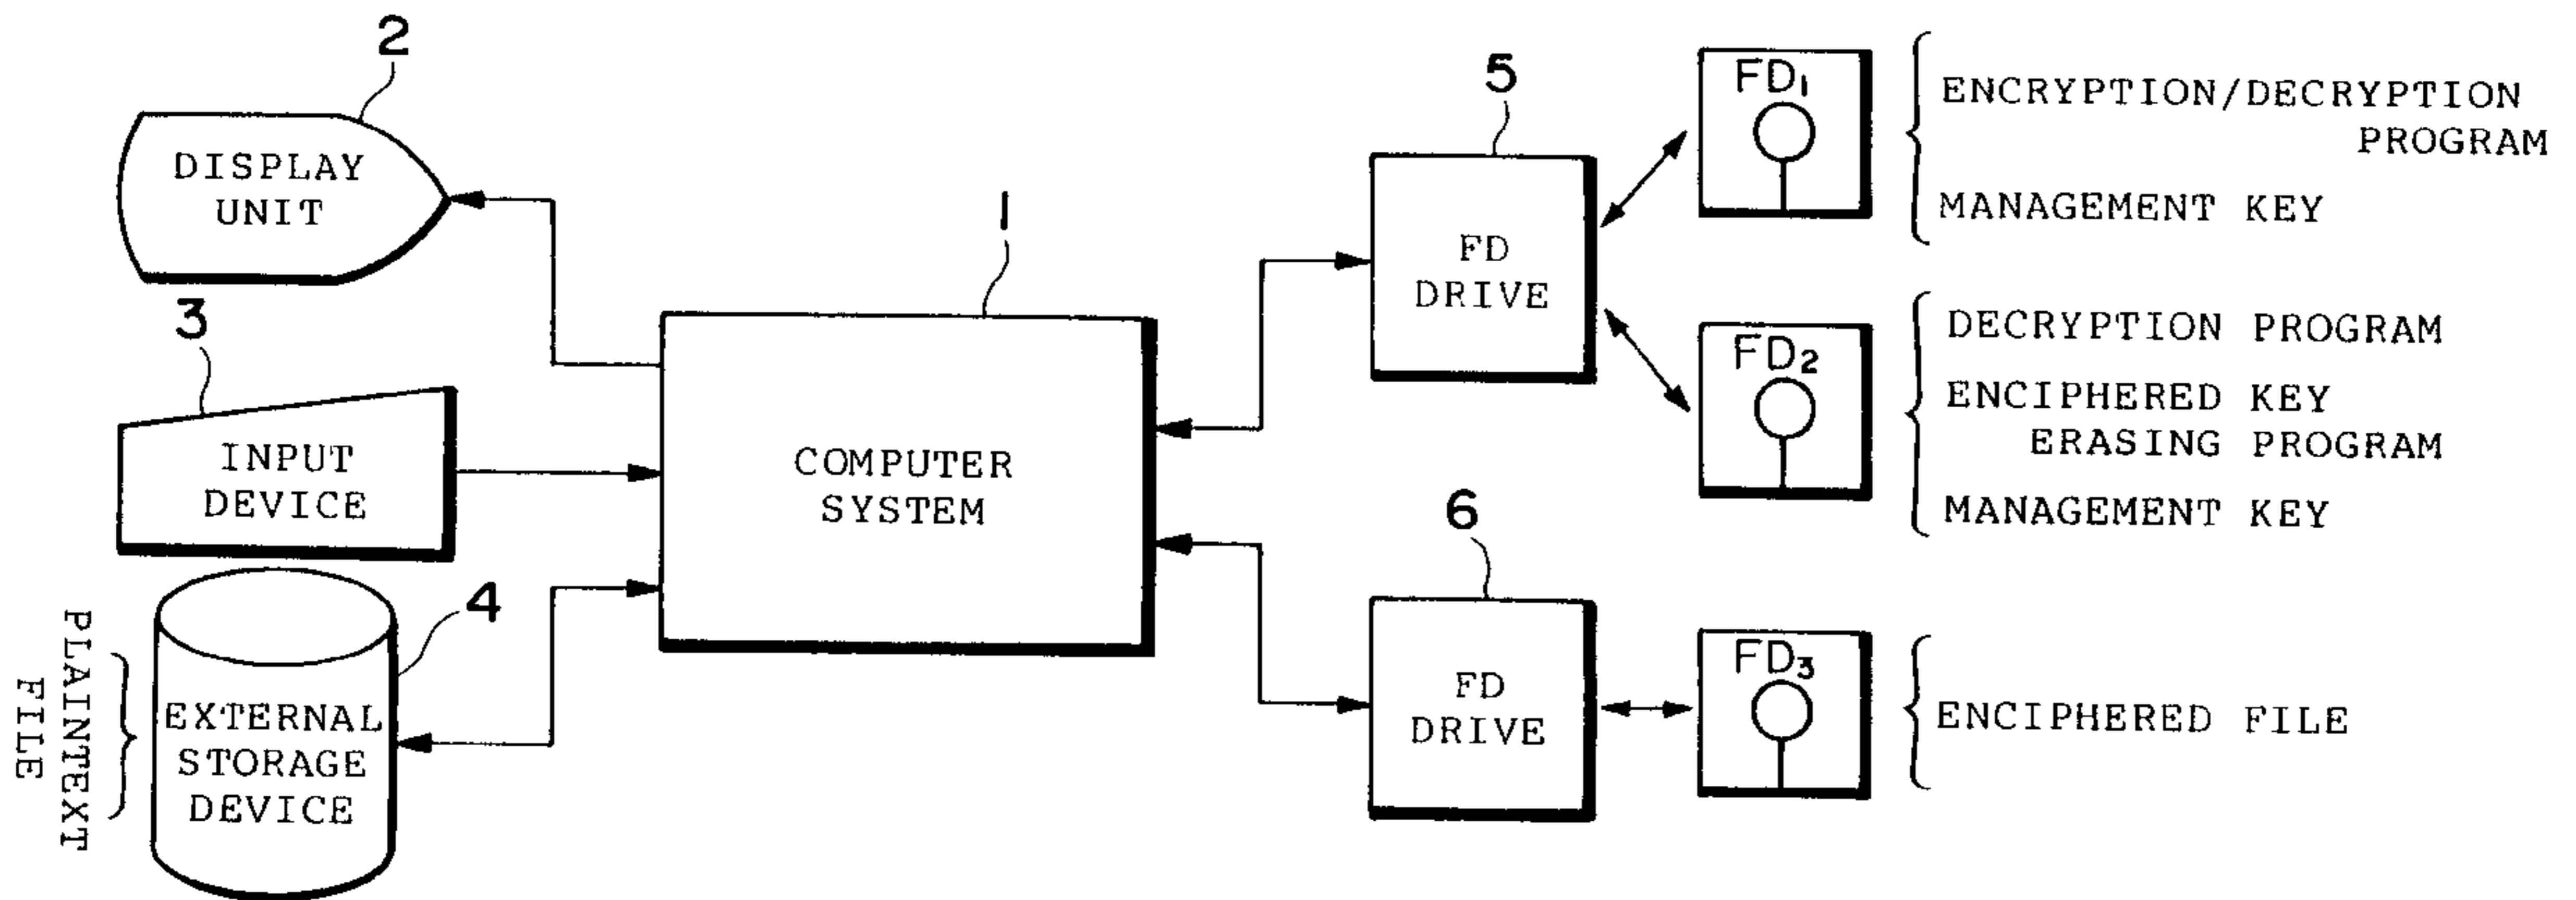 2
DISPLAY
UNIT
3
INPUT
DEVICE
4
EXTERNAL
STORAGE
DEVICE
PLAINTEXT
FILE
1
COMPUTER
SYSTEM
5
FD
DRIVE
6
FD
DRIVE
FD1
ENCRYPTION/DECRYPTION
PROGRAM
MANAGEMENT KEY
FD2
DECRYPTION PROGRAM
ENCIPHERED KEY
ERASING PROGRAM
MANAGEMENT KEY
FD3
ENCIPHERED FILE